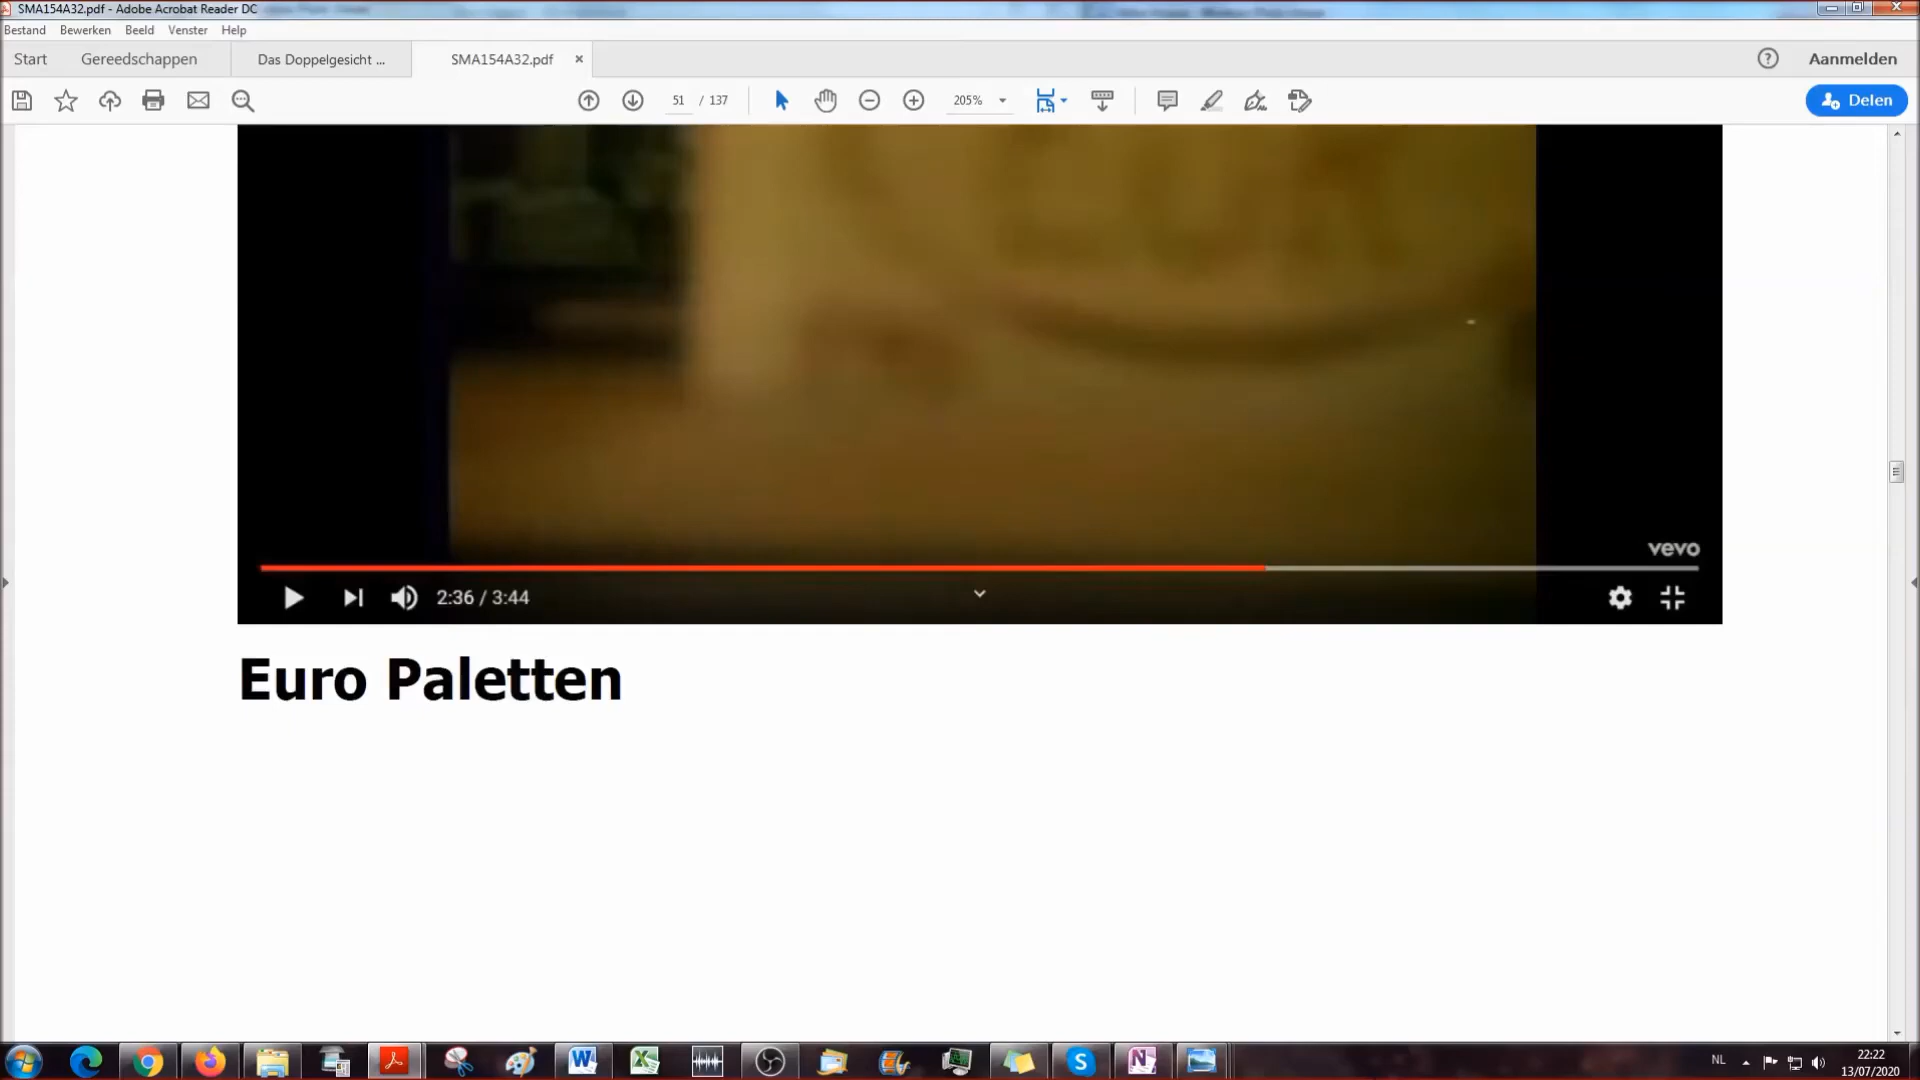 SMA154A32.pdf - Adobe Acrobat Reader DC
Bestand Bewerken Beeld Venster Help
Start Gereedschappen Das Doppelgesicht ... SMA154A32.pdf × Aanmelden
51 / 137 205% Delen
vevo
2:36 / 3:44
Euro Paletten
NL 22:22
13/07/2020